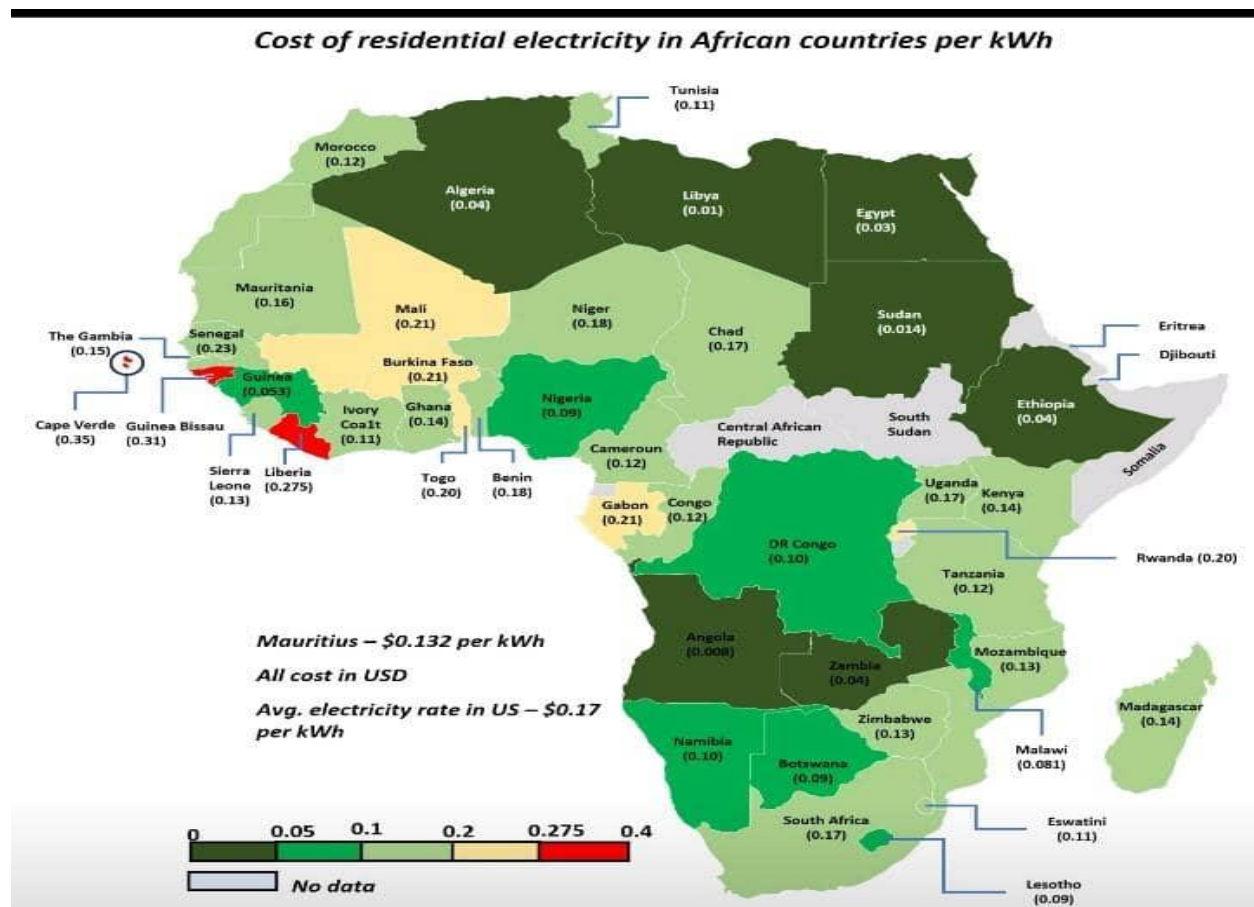 Cost of residential electricity in African countries per kWh
Tunisia
(0.11)
Morocco
(0.12)
Algeria
(0.04)
Libya
(0.01)
Egypt
(0.03)
Mauritania
(0.16)
Mali
(0.21)
Niger
(0.18)
Chad
(0.17)
Sudan
(0.014)
Eritrea
Djibouti
The Gambia
(0.15)
Senegal
(0.23)
Cape Verde
(0.35)
Guinea Bissau
(0.31)
Guinea
(0.053)
Burkina Faso
(0.21)
Sierra
Leone
(0.13)
Liberia
(0.275)
Ivory
Coa1t
(0.11)
Ghana
(0.14)
Togo
(0.20)
Benin
(0.18)
Nigeria
(0.09)
Cameroun
(0.12)
Central African
Republic
South
Sudan
Ethiopia
(0.04)
Somalia
Gabon
(0.21)
Congo
(0.12)
DR Congo
(0.10)
Uganda
(0.17)
Kenya
(0.14)
Rwanda (0.20)
Tanzania
(0.12)
Angola
(0.008)
Zambia
(0.04)
Mozambique
(0.13)
Malawi
(0.081)
Madagascar
(0.14)
Zimbabwe
(0.13)
Namibia
(0.10)
Botswana
(0.09)
South Africa
(0.17)
Eswatini
(0.11)
Lesotho
(0.09)
Mauritius – $0.132 per kWh
All cost in USD
Avg. electricity rate in US – $0.17
per kWh
0 0.05 0.1 0.2 0.275 0.4
No data